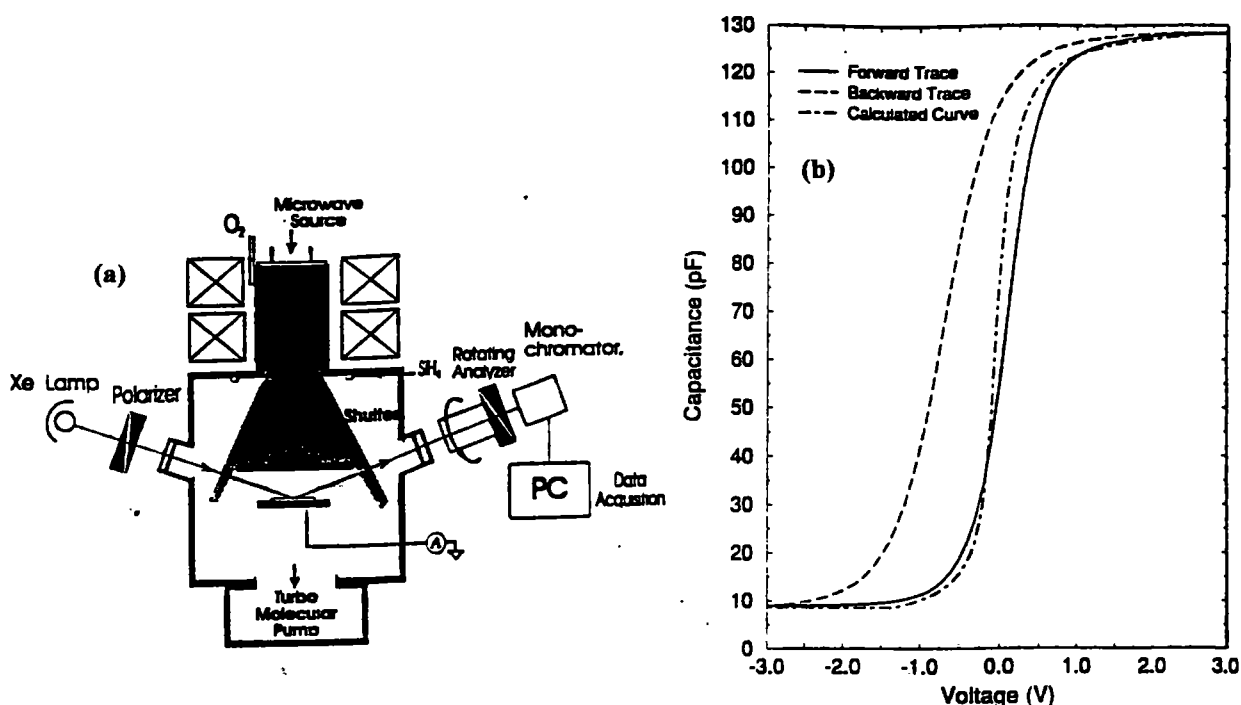 Microwave
Source
O2
(a)
SiH4
Rotating
Analyzer
Mono-
chromator.
Xe Lamp
Polarizer
Shutter
PC
Data
Acquisition
A
Turbo
Molecular
Pump
130
120
110
100
90
80
70
60
50
40
30
20
10
0
Capacitance (pF)
Forward Trace
Backward Trace
Calculated Curve
(b)
-3.0 -2.0 -1.0 0.0 1.0 2.0 3.0
Voltage (V)